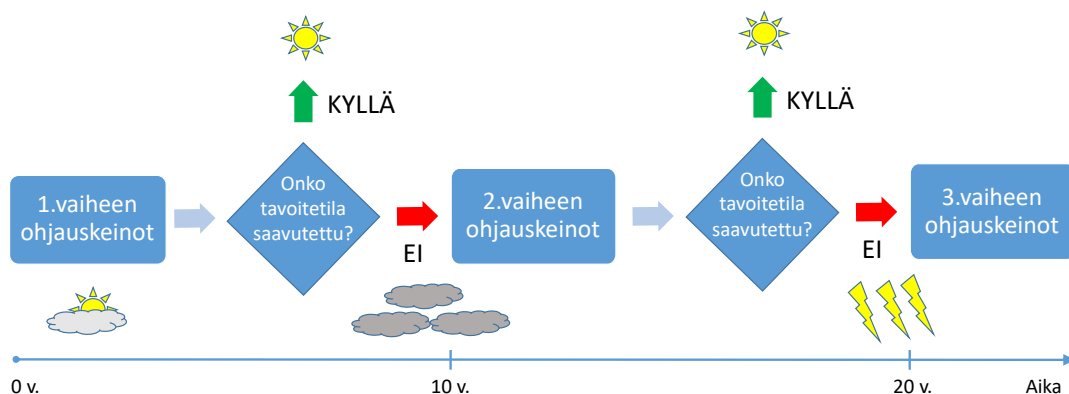 KYLLÄ
KYLLÄ
1.vaiheen
ohjauskeinot
Onko
tavoitetila
saavutettu?
EI
2.vaiheen
ohjauskeinot
Onko
tavoitetila
saavutettu?
EI
3.vaiheen
ohjauskeinot
0 v.
10 v.
20 v.
Aika